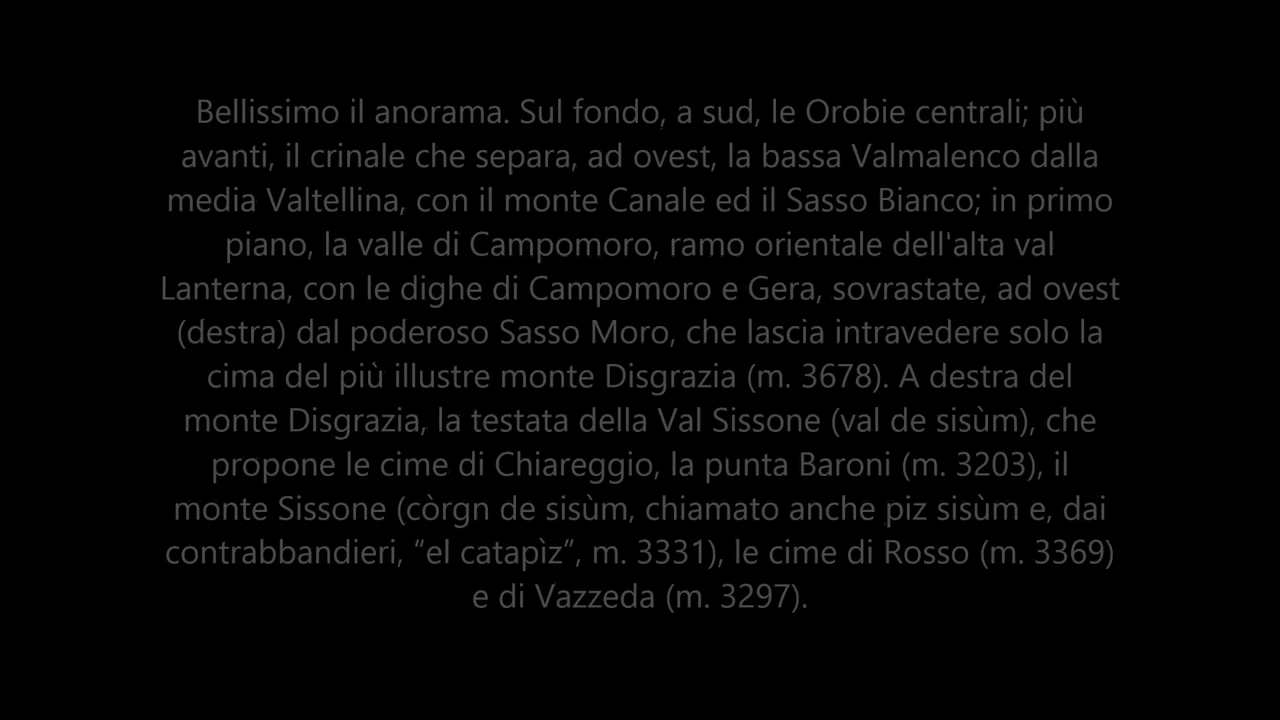 Bellissimo il anorama. Sul fondo, a sud, le Orobie centrali; più
avanti, il crinale che separa, ad ovest, la bassa Valmalenco dalla
media Valtellina, con il monte Canale ed il Sasso Bianco; in primo
piano, la valle di Campomoro, ramo orientale dell'alta val
Lanterna, con le dighe di Campomoro e Gera, sovrastate, ad ovest
(destra) dal poderoso Sasso Moro, che lascia intravedere solo la
cima del più illustre monte Disgrazia (m. 3678). A destra del
monte Disgrazia, la testata della Val Sissone (val de sisùm), che
propone le cime di Chiareggio, la punta Baroni (m. 3203), il
monte Sissone (còrgn de sisùm, chiamato anche piz sisùm e, dai
contrabbandieri, “el catapìz”, m. 3331), le cime di Rosso (m. 3369)
e di Vazzeda (m. 3297).